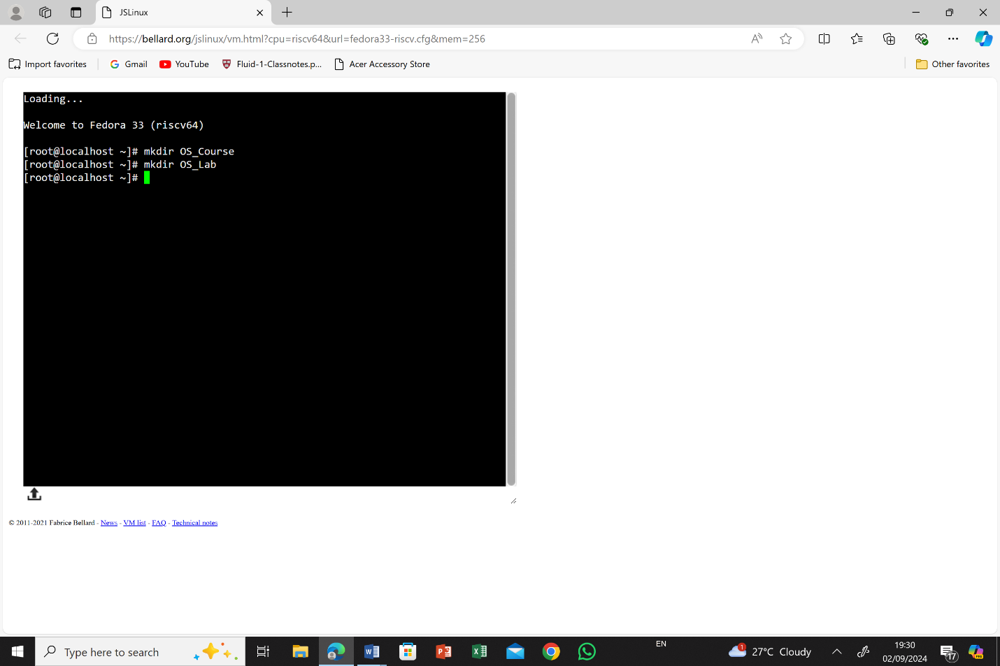 JSLinux
https://bellard.org/jslinux/vm.html?cpu=riscv64&url=fedora33-riscv.cfg&mem=256
Import favorites
Gmail
YouTube
Fluid-1-Classnotes.p...
Acer Accessory Store
Other favorites
Loading...
Welcome to Fedora 33 (riscv64)
[root@localhost ~]# mkdir OS_Course
[root@localhost ~]# mkdir OS_Lab
[root@localhost ~]#
© 2011-2021 Fabrice Bellard - News - VM list - FAQ - Technical notes
Type here to search
EN
1
27°C Cloudy
19:30
02/09/2024
17